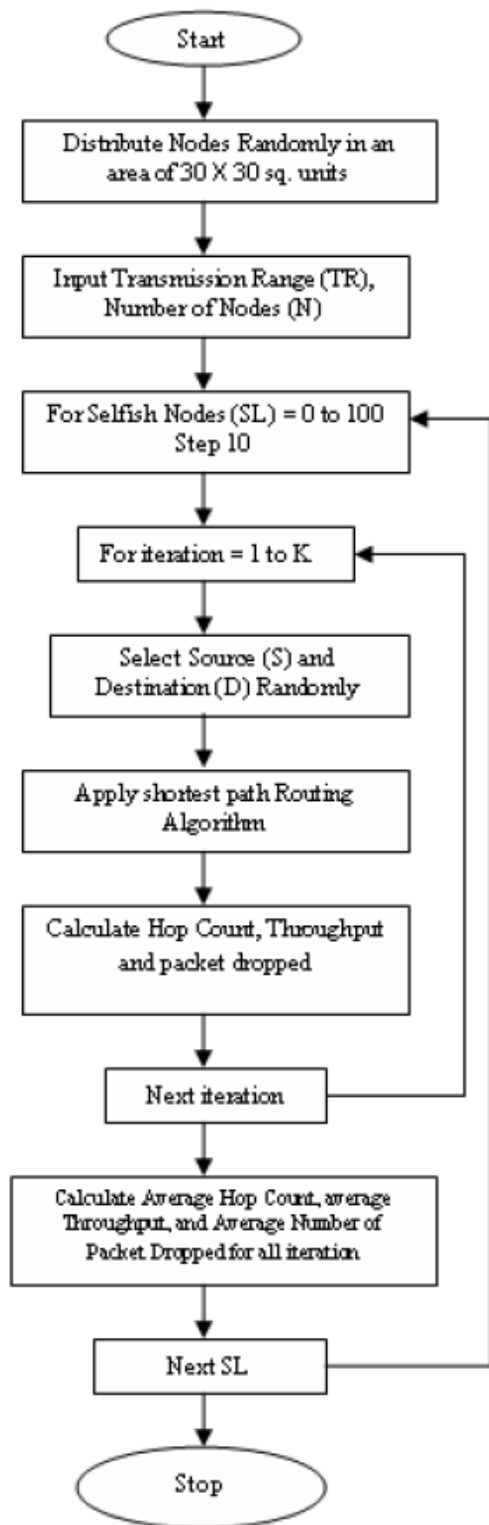 Start
Distribute Nodes Randomly in an
area of 30 X 30 sq. units
Input Transmission Range (TR),
Number of Nodes (N)
For Selfish Nodes (SL) = 0 to 100
Step 10
For iteration = 1 to K
Select Source (S) and
Destination (D) Randomly
Apply shortest path Routing
Algorithm
Calculate Hop Count, Throughput
and packet dropped
Next iteration
Calculate Average Hop Count, average
Throughput, and Average Number of
Packet Dropped for all iteration
Next SL
Stop